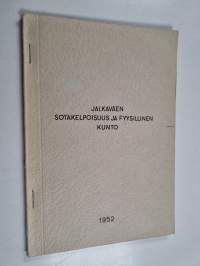 JALKAVÄEN
SOTAKELPOISUUS JA FYYSILLINEN
KUNTO
1952